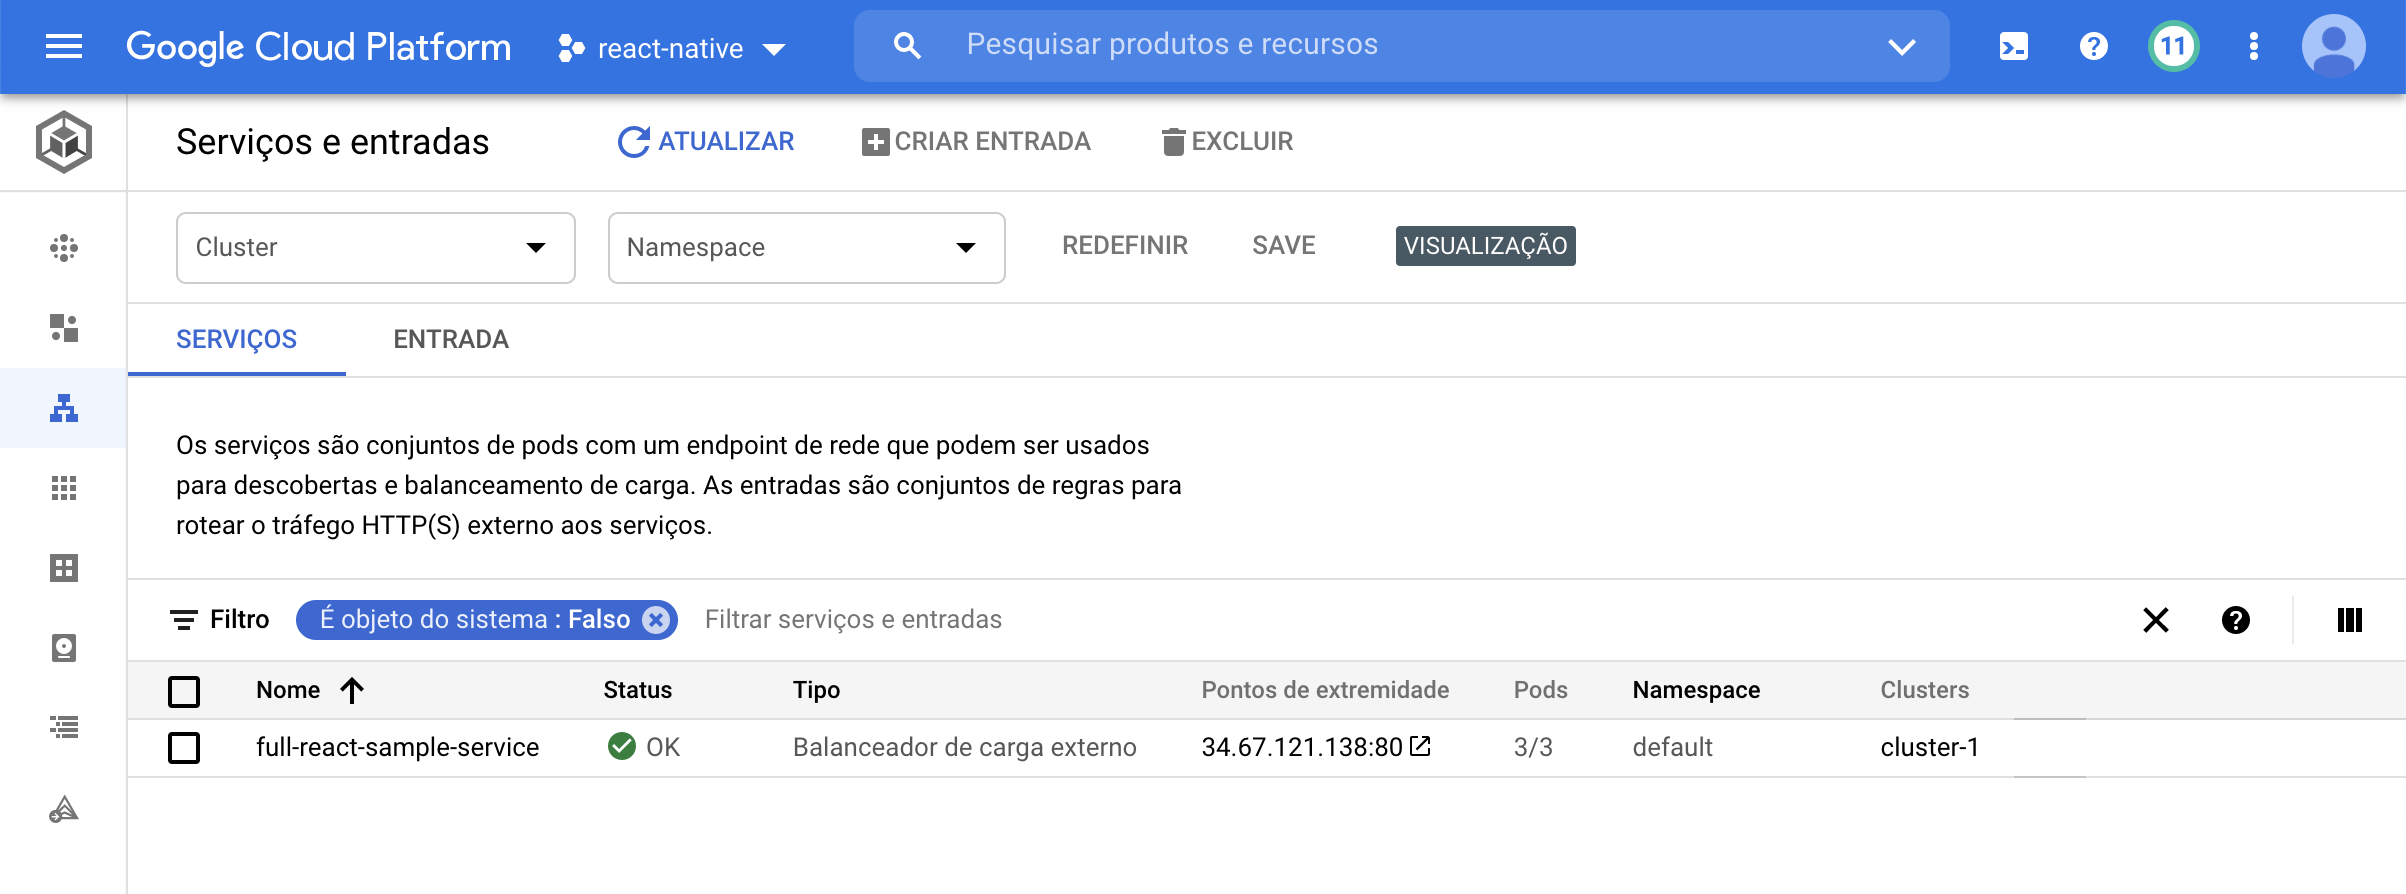 Google Cloud Platform react-native Pesquisar produtos e recursos 11
Serviços e entradas ATUALIZAR CRIAR ENTRADA EXCLUIR
Cluster Namespace REDEFINIR SAVE VISUALIZAÇÃO
SERVIÇOS ENTRADA
Os serviços são conjuntos de pods com um endpoint de rede que podem ser usados
para descobertas e balanceamento de carga. As entradas são conjuntos de regras para
rotear o tráfego HTTP(S) externo aos serviços.
Filtro É objeto do sistema : Falso Filtrar serviços e entradas
Nome Status Tipo Pontos de extremidade Pods Namespace Clusters
full-react-sample-service OK Balanceador de carga externo 34.67.121.138:80 3/3 default cluster-1